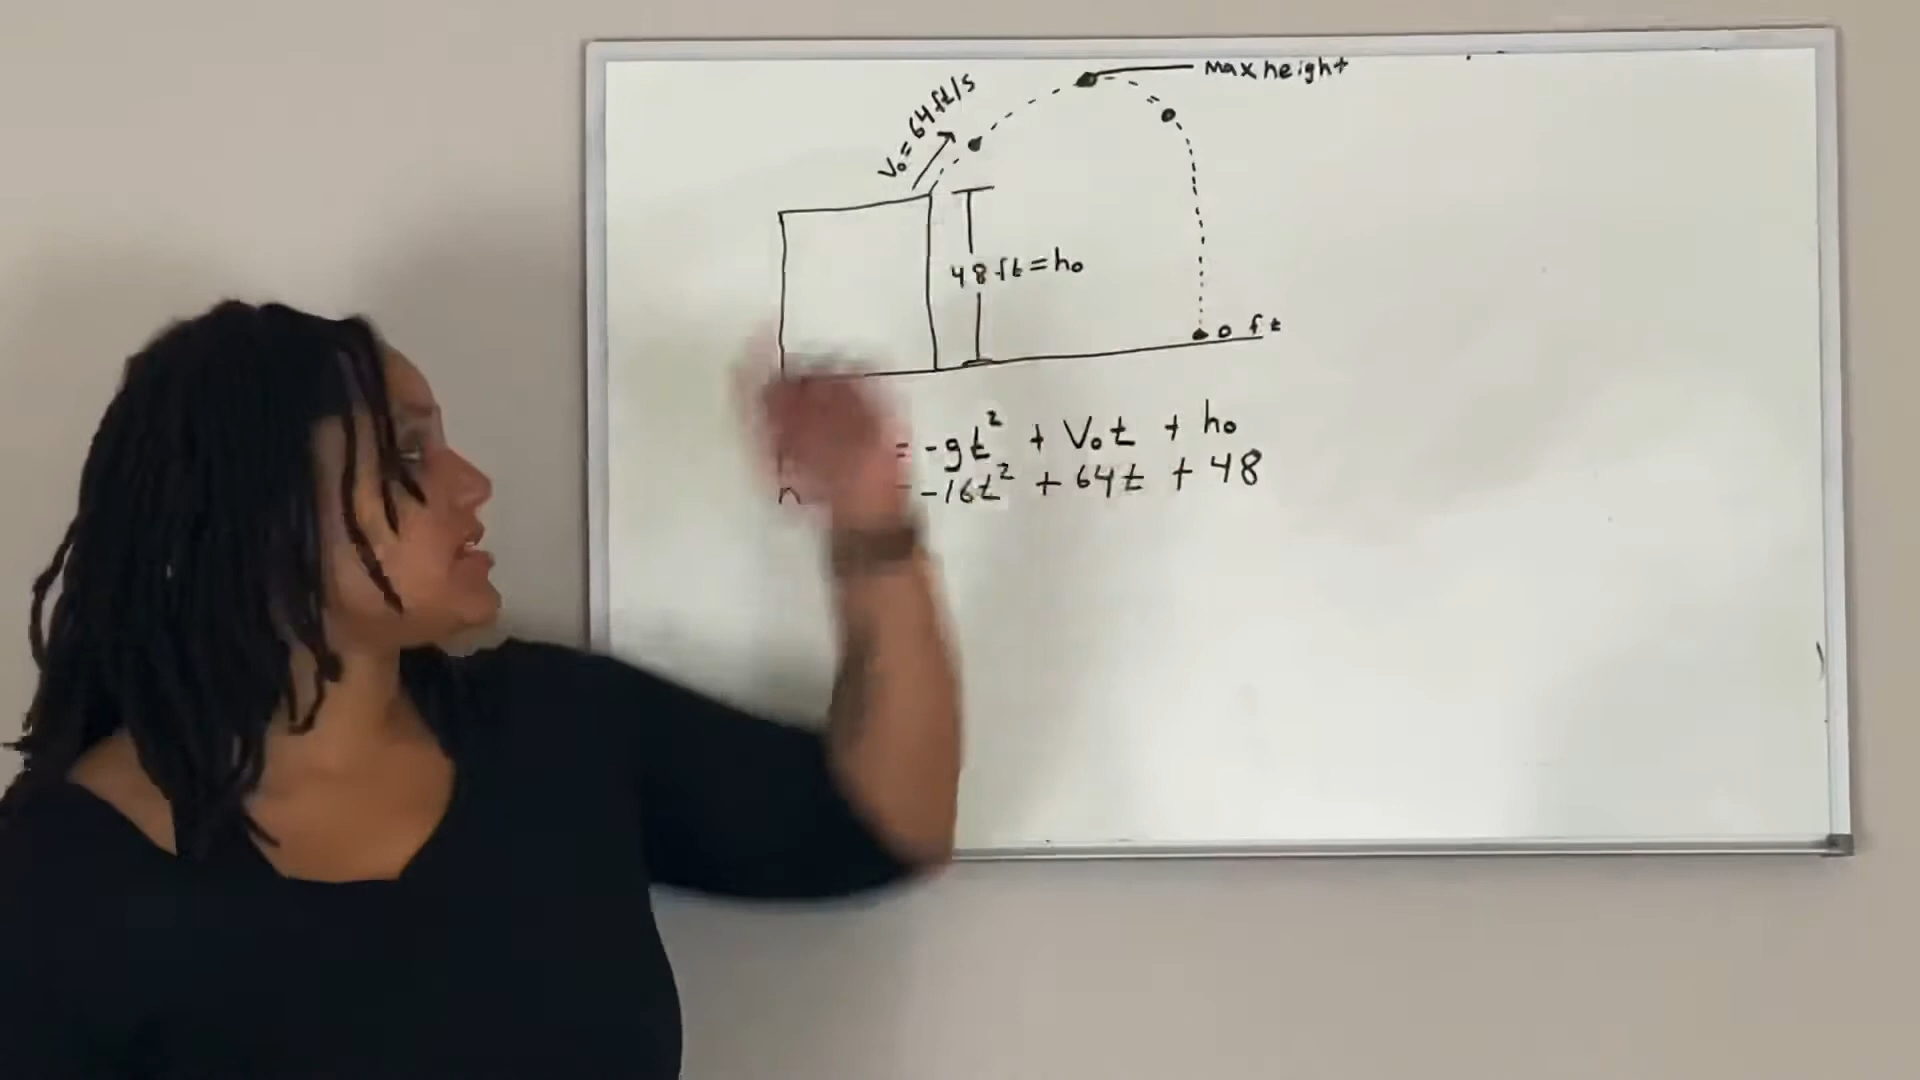 max height
V₀ = 64 ft/s
48 ft = h₀
0 ft
= -gt² + V₀t + h₀
-16t² + 64t + 48